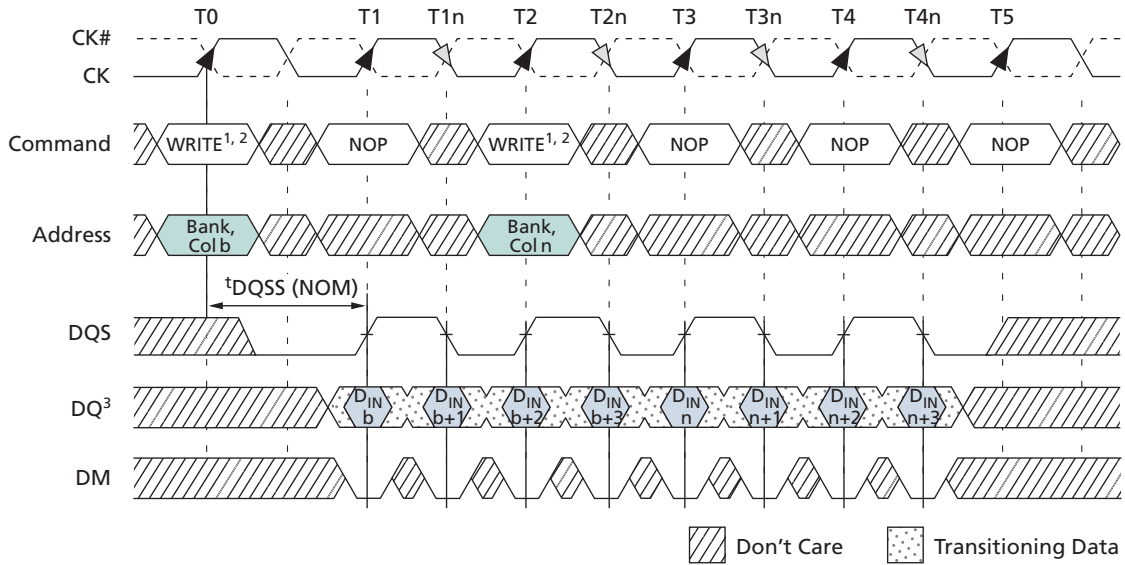 T0 T1 T1n T2 T2n T3 T3n T4 T4n T5
CK#
CK
Command WRITE1, 2 NOP WRITE1, 2 NOP NOP NOP
Address Bank, Col b Bank, Col n
tDQSS (NOM)
DQS
DQ3 DIN b DIN b+1 DIN b+2 DIN b+3 DIN n DIN n+1 DIN n+2 DIN n+3
DM
Don't Care Transitioning Data